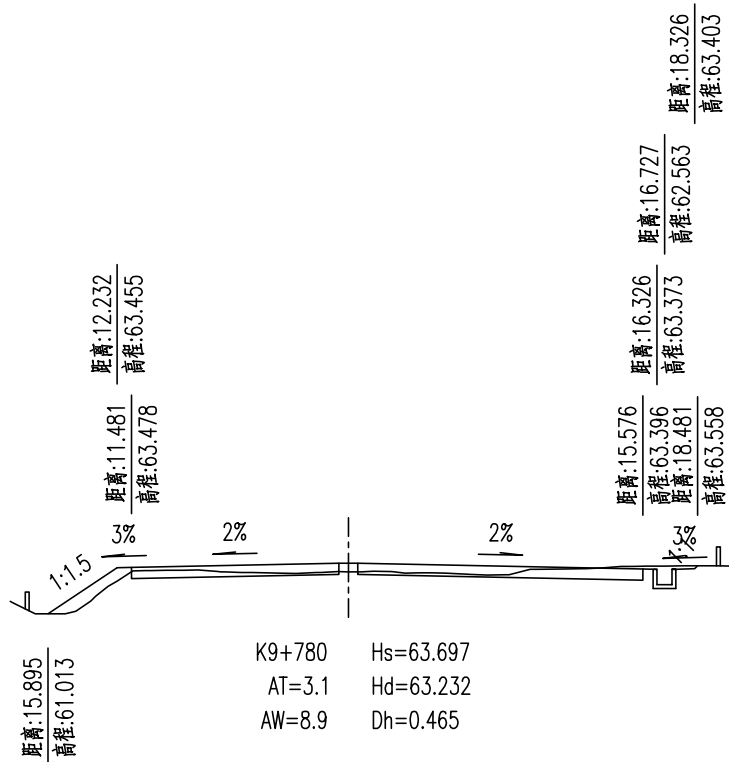 距离:18.326
高程:63.403
距离:16.727
高程:62.563
距离:12.232
高程:63.455
距离:16.326
高程:63.373
距离:11.481
高程:63.478
距离:15.576
高程:63.396
距离:18.481
高程:63.558
3%
2%
2%
3%
1:1.5
1:1
K9+780
Hs=63.697
AT=3.1
Hd=63.232
AW=8.9
Dh=0.465
距离:15.895
高程:61.013